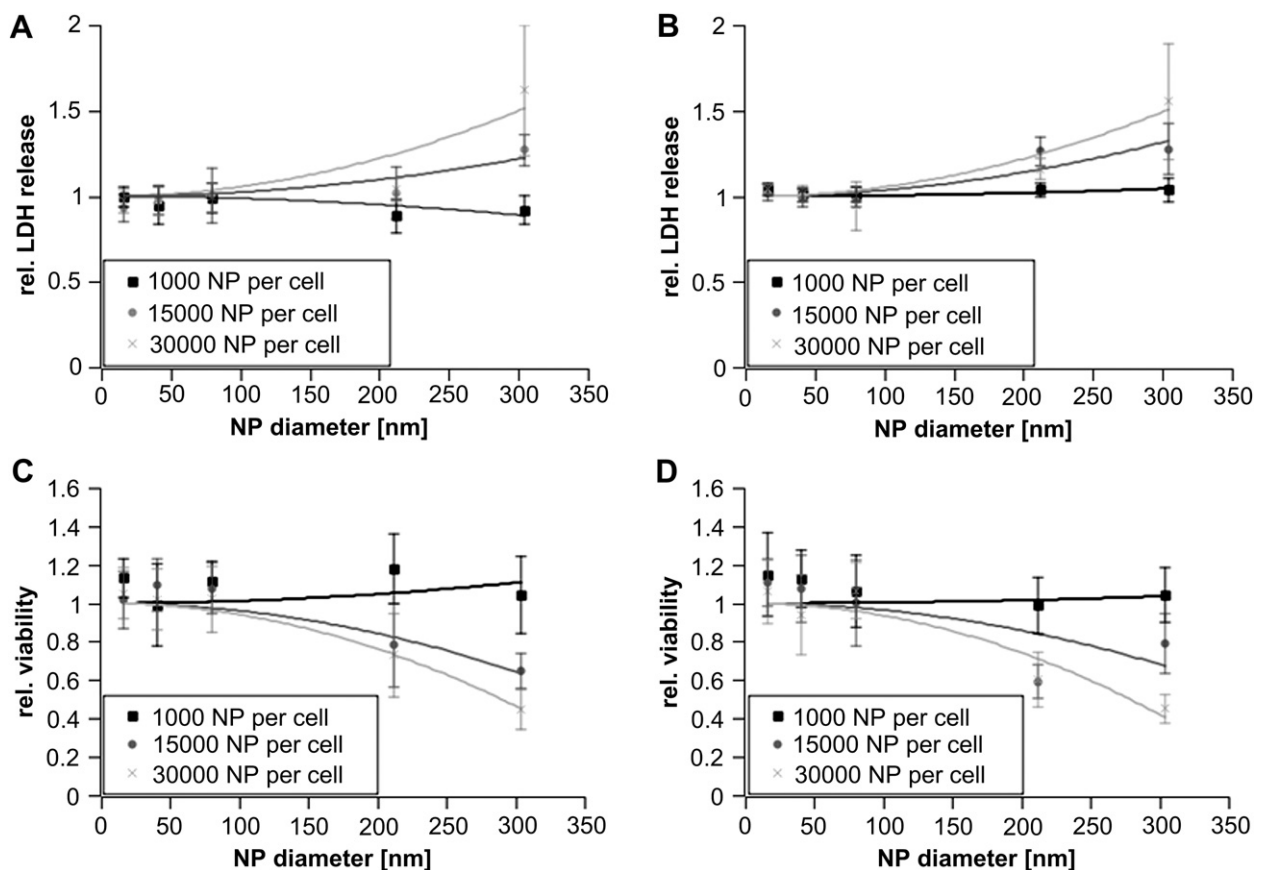 A
2
1.5
1
0.5
0
rel. LDH release
1000 NP per cell
15000 NP per cell
30000 NP per cell
0 50 100 150 200 250 300 350
NP diameter [nm]
B
2
1.5
1
0.5
0
rel. LDH release
1000 NP per cell
15000 NP per cell
30000 NP per cell
0 50 100 150 200 250 300 350
NP diameter [nm]
C
1.6
1.4
1.2
1
0.8
0.6
0.4
0.2
0
rel. viability
1000 NP per cell
15000 NP per cell
30000 NP per cell
0 50 100 150 200 250 300 350
NP diameter [nm]
D
1.6
1.4
1.2
1
0.8
0.6
0.4
0.2
0
rel. viability
1000 NP per cell
15000 NP per cell
30000 NP per cell
0 50 100 150 200 250 300 350
NP diameter [nm]